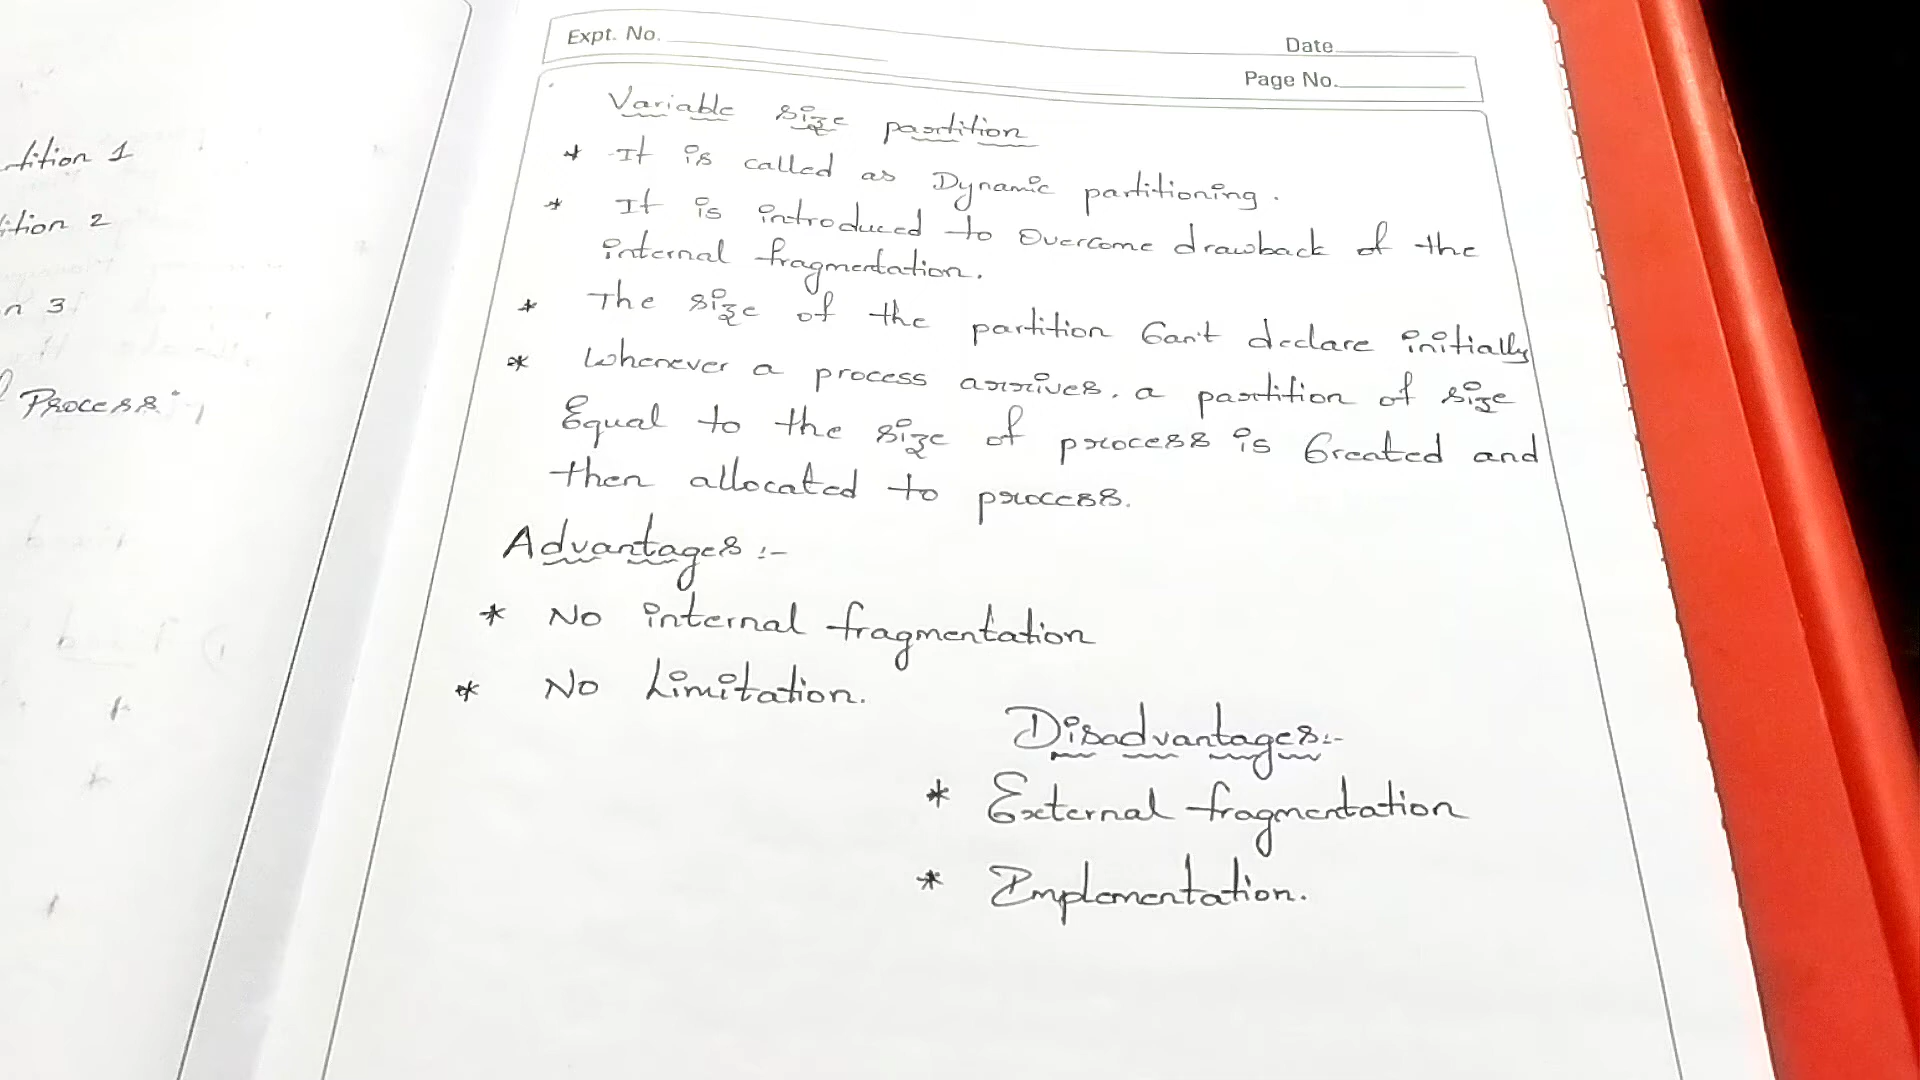 tition 1
ition 2
n 3
Process
Expt. No.
Date
Page No.
Variable size partition
* It is called as Dynamic partitioning.
* It is introduced to Overcome drawback of the
internal fragmentation.
* The size of the partition Can't declare initially
* Whenever a process arrives, a partition of size
Equal to the size of process is Created and
then allocated to process.
Advantages :-
* No internal fragmentation
* No Limitation.
Disadvantages:-
* External fragmentation
* Implementation.